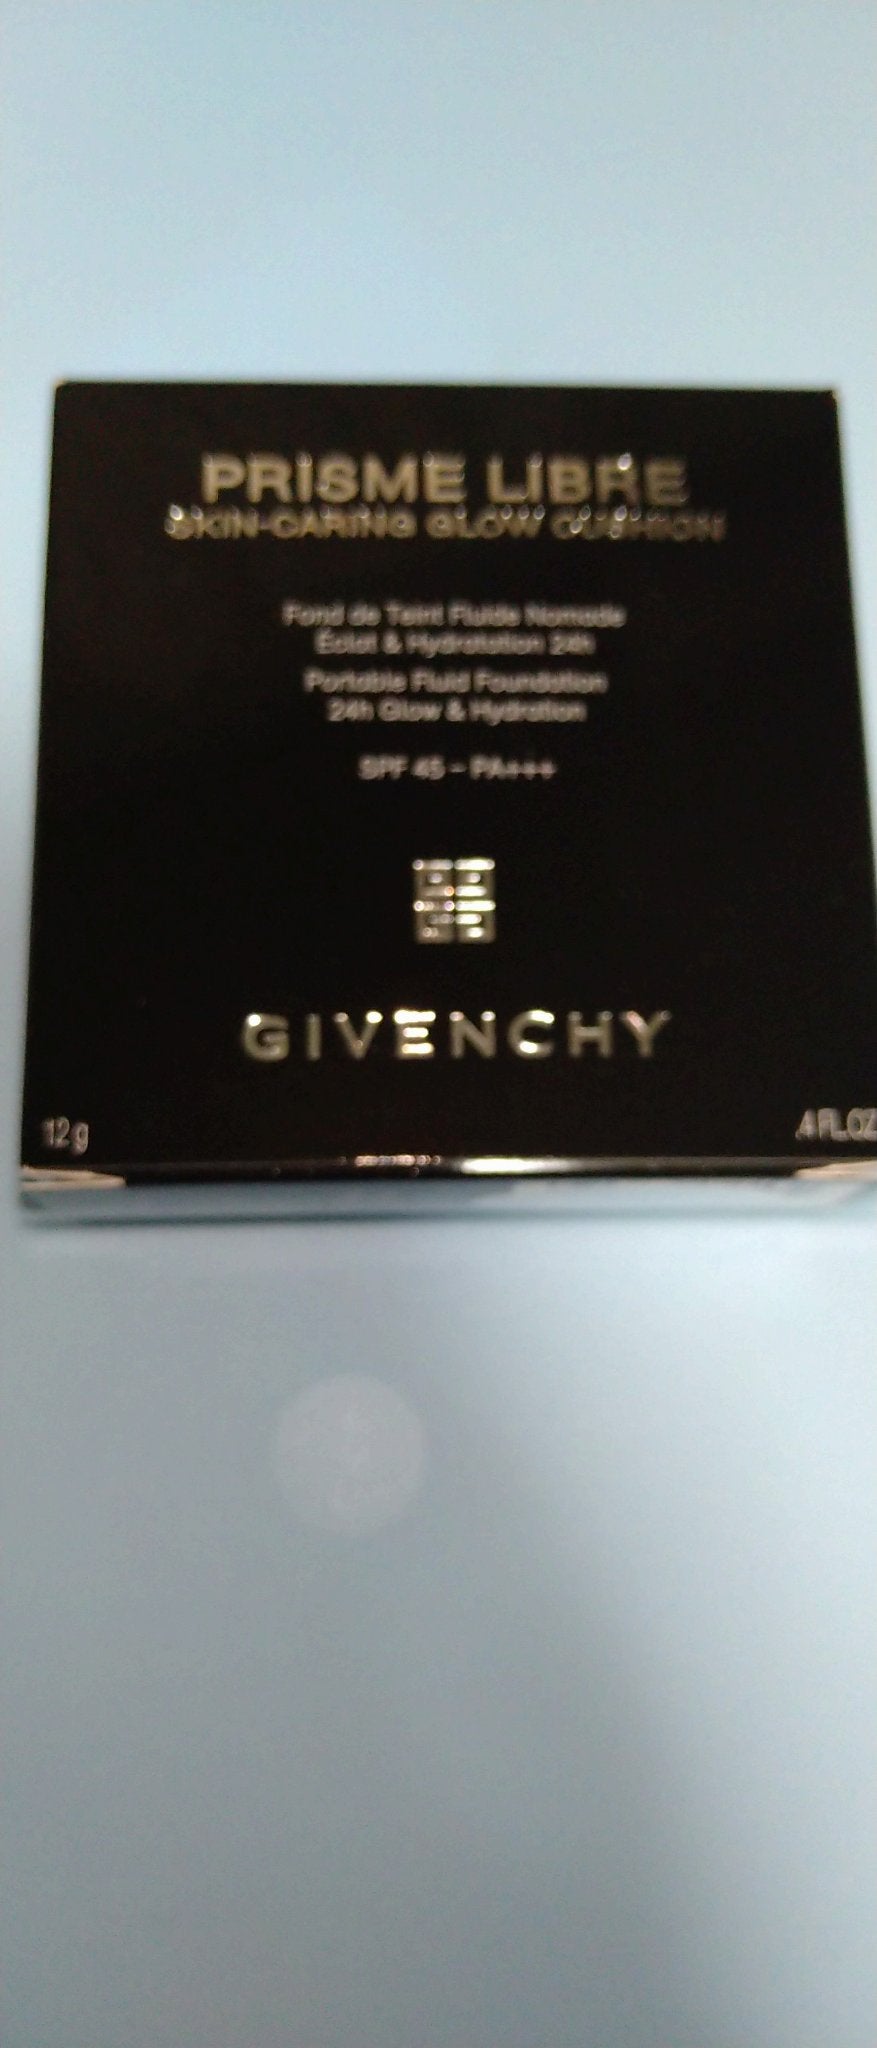 PRISME LIBRE
SKIN-CARING GLOW CUSHION
Fond de Teint Fluide Nomade
Éclat & Hydratation 24h
Portable Fluid Foundation
24h Glow & Hydration
SPF 45 - PA+++
GIVENCHY
12 g .4 FL.OZ